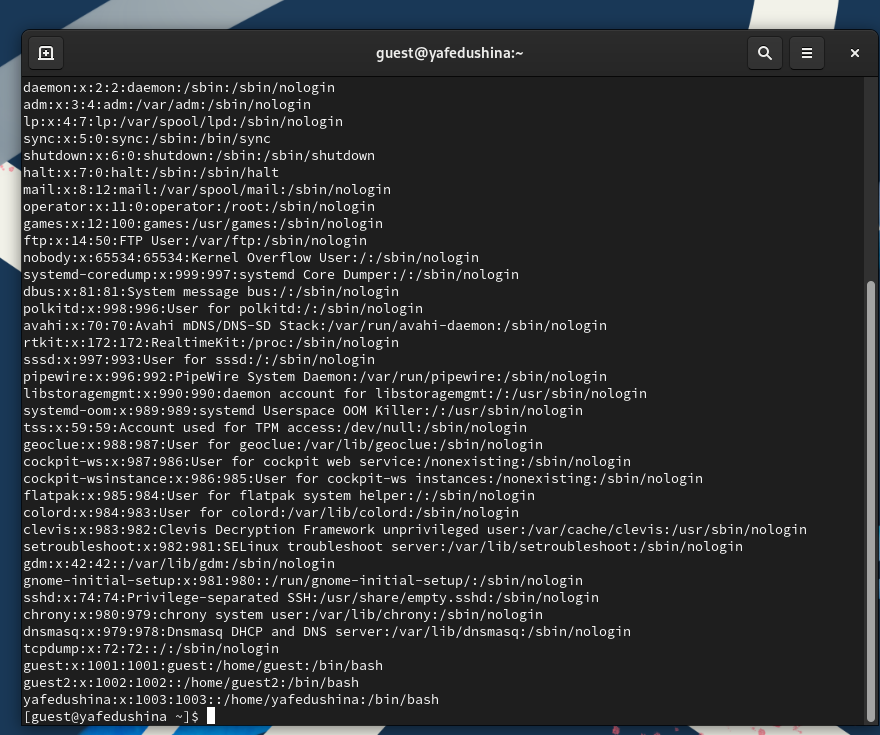 guest@yafedushina:~
daemon:x:2:2:daemon:/sbin:/sbin/nologin
adm:x:3:4:adm:/var/adm:/sbin/nologin
lp:x:4:7:lp:/var/spool/lpd:/sbin/nologin
sync:x:5:0:sync:/sbin:/bin/sync
shutdown:x:6:0:shutdown:/sbin:/sbin/shutdown
halt:x:7:0:halt:/sbin:/sbin/halt
mail:x:8:12:mail:/var/spool/mail:/sbin/nologin
operator:x:11:0:operator:/root:/sbin/nologin
games:x:12:100:games:/usr/games:/sbin/nologin
ftp:x:14:50:FTP User:/var/ftp:/sbin/nologin
nobody:x:65534:65534:Kernel Overflow User:/:/sbin/nologin
systemd-coredump:x:999:997:systemd Core Dumper:/:/sbin/nologin
dbus:x:81:81:System message bus:/:/sbin/nologin
polkitd:x:998:996:User for polkitd:/:/sbin/nologin
avahi:x:70:70:Avahi mDNS/DNS-SD Stack:/var/run/avahi-daemon:/sbin/nologin
rtkit:x:172:172:RealtimeKit:/proc:/sbin/nologin
sssd:x:997:993:User for sssd:/:/sbin/nologin
pipewire:x:996:992:PipeWire System Daemon:/var/run/pipewire:/sbin/nologin
libstoragemgmt:x:990:990:daemon account for libstoragemgmt:/:/usr/sbin/nologin
systemd-oom:x:989:989:systemd Userspace OOM Killer:/:/usr/sbin/nologin
tss:x:59:59:Account used for TPM access:/dev/null:/sbin/nologin
geoclue:x:988:987:User for geoclue:/var/lib/geoclue:/sbin/nologin
cockpit-ws:x:987:986:User for cockpit web service:/nonexisting:/sbin/nologin
cockpit-wsinstance:x:986:985:User for cockpit-ws instances:/nonexisting:/sbin/nologin
flatpak:x:985:984:User for flatpak system helper:/:/sbin/nologin
colord:x:984:983:User for colord:/var/lib/colord:/sbin/nologin
clevis:x:983:982:Clevis Decryption Framework unprivileged user:/var/cache/clevis:/usr/sbin/nologin
setroubleshoot:x:982:981:SELinux troubleshoot server:/var/lib/setroubleshoot:/sbin/nologin
gdm:x:42:42::/var/lib/gdm:/sbin/nologin
gnome-initial-setup:x:981:980::/run/gnome-initial-setup/:/sbin/nologin
sshd:x:74:74:Privilege-separated SSH:/usr/share/empty.sshd:/sbin/nologin
chrony:x:980:979:chrony system user:/var/lib/chrony:/sbin/nologin
dnsmasq:x:979:978:Dnsmasq DHCP and DNS server:/var/lib/dnsmasq:/sbin/nologin
tcpdump:x:72:72::/:/sbin/nologin
guest:x:1001:1001:guest:/home/guest:/bin/bash
guest2:x:1002:1002::/home/guest2:/bin/bash
yafedushina:x:1003:1003::/home/yafedushina:/bin/bash
[guest@yafedushina ~]$